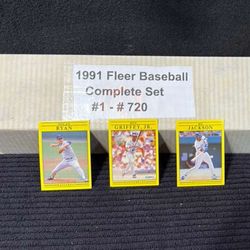 1991 Fleer Baseball
Complete Set
#1 - # 720
RYAN
GRIFFEY, JR.
JACKSON